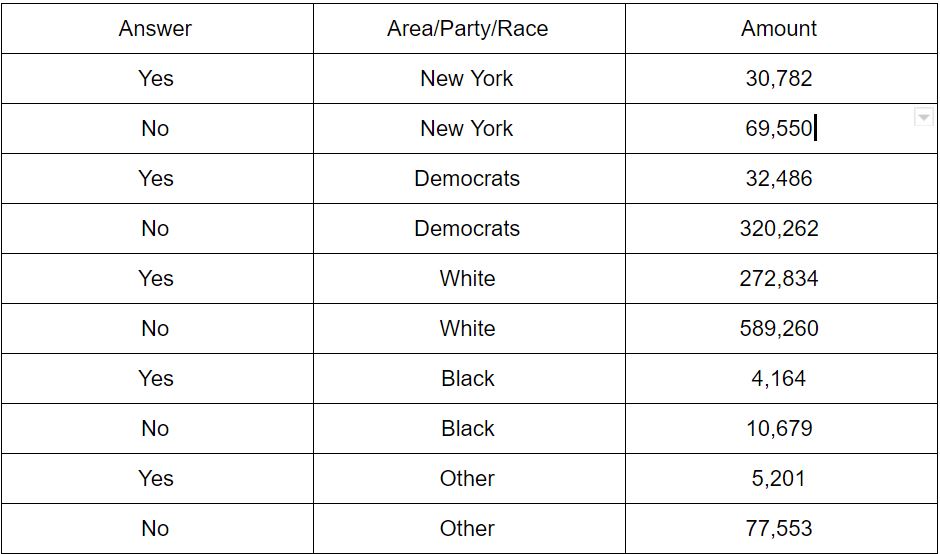 Answer Area/Party/Race Amount
Yes New York 30,782
No New York 69,550
Yes Democrats 32,486
No Democrats 320,262
Yes White 272,834
No White 589,260
Yes Black 4,164
No Black 10,679
Yes Other 5,201
No Other 77,553